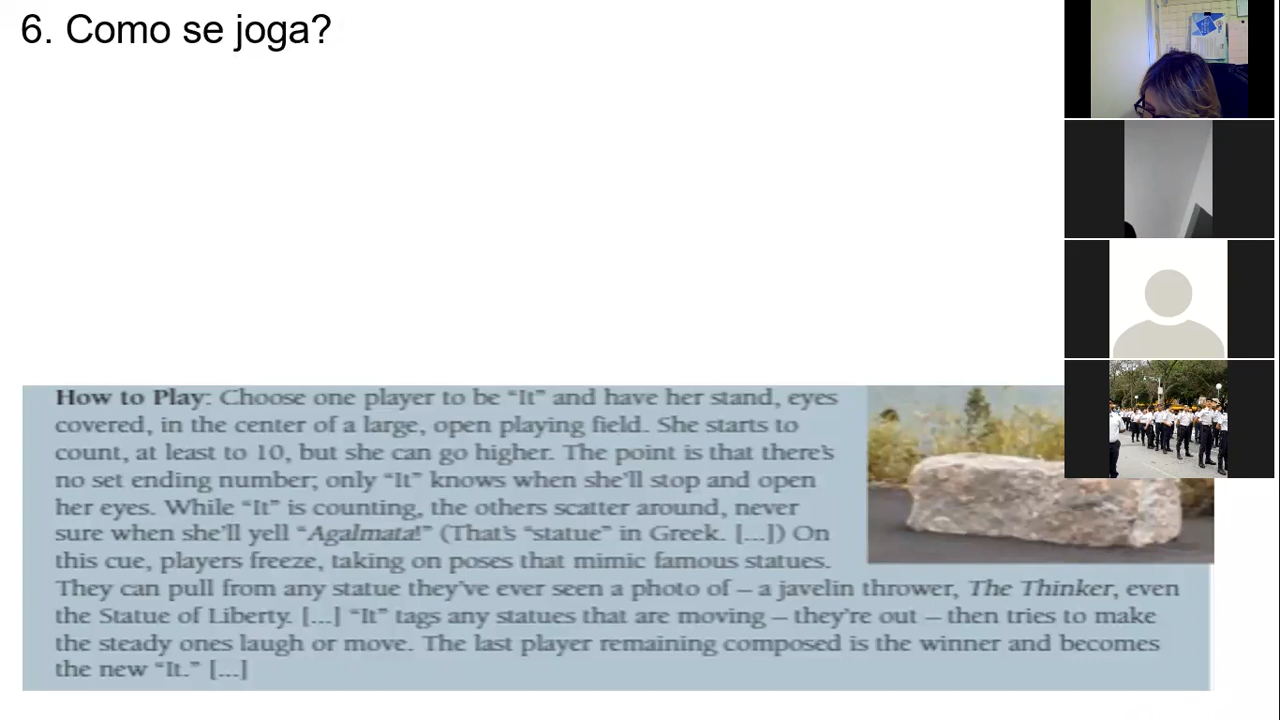 6. Como se joga?
How to Play: Choose one player to be “It” and have her stand, eyes
covered, in the center of a large, open playing field. She starts to
count, at least to 10, but she can go higher. The point is that there’s
no set ending number; only “It” knows when she’ll stop and open
her eyes. While “It” is counting, the others scatter around, never
sure when she’ll yell “Agalmata!” (That’s “statue” in Greek. [...]) On
this cue, players freeze, taking on poses that mimic famous statues.
They can pull from any statue they’ve ever seen a photo of – a javelin thrower, The Thinker, even
the Statue of Liberty. [...] “It” tags any statues that are moving – they’re out – then tries to make
the steady ones laugh or move. The last player remaining composed is the winner and becomes
the new “It.” [...]